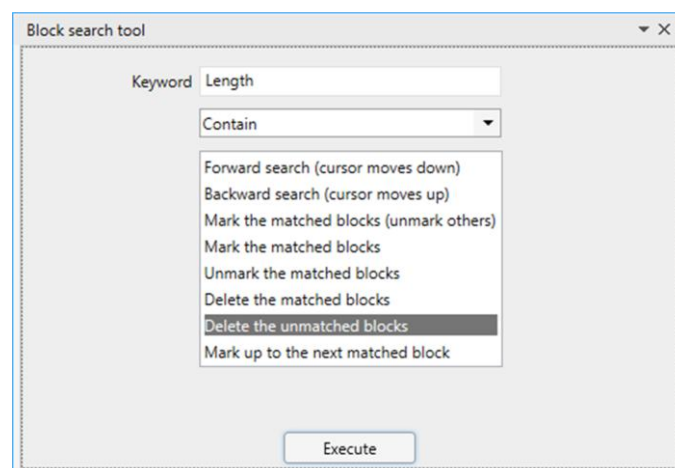 Block search tool
Keyword Length
Contain
Forward search (cursor moves down)
Backward search (cursor moves up)
Mark the matched blocks (unmark others)
Mark the matched blocks
Unmark the matched blocks
Delete the matched blocks
Delete the unmatched blocks
Mark up to the next matched block
Execute